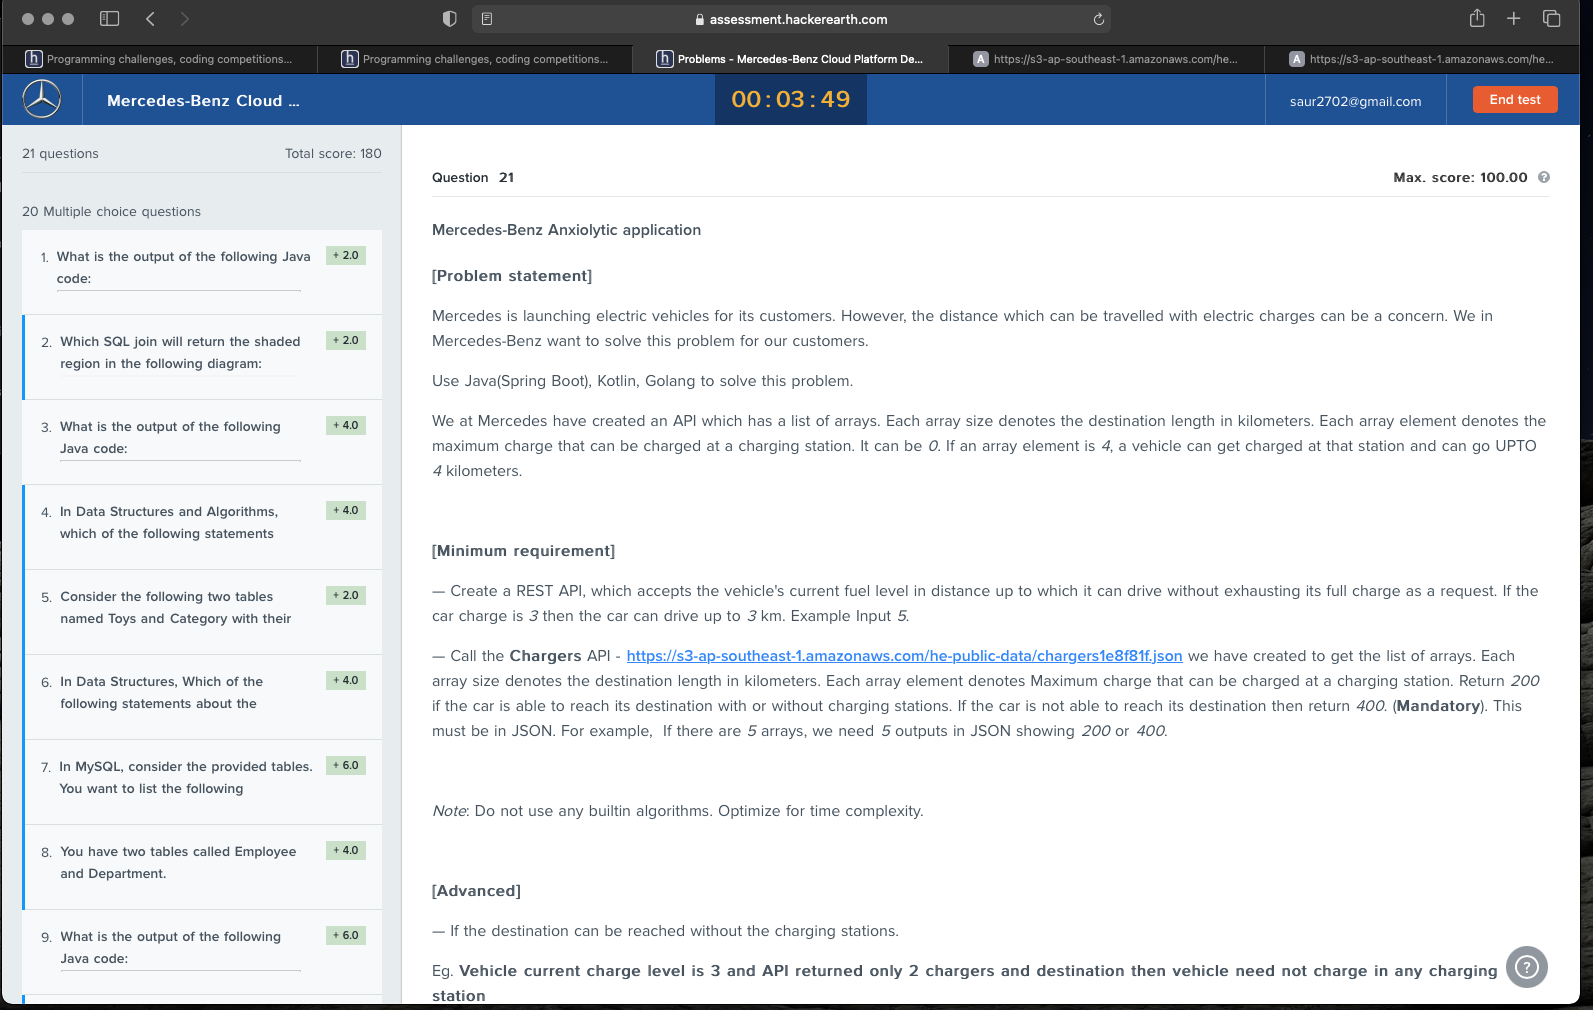 assessment.hackerearth.com
Programming challenges, coding competitions...
Programming challenges, coding competitions...
Problems - Mercedes-Benz Cloud Platform De...
https://s3-ap-southeast-1.amazonaws.com/he...
https://s3-ap-southeast-1.amazonaws.com/he...
Mercedes-Benz Cloud ...
00 : 03 : 49
saur2702@gmail.com
End test
21 questions
Total score: 180
20 Multiple choice questions
1. What is the output of the following Java
code:
+ 2.0
2. Which SQL join will return the shaded
region in the following diagram:
+ 2.0
3. What is the output of the following
Java code:
+ 4.0
4. In Data Structures and Algorithms,
which of the following statements
+ 4.0
5. Consider the following two tables
named Toys and Category with their
+ 2.0
6. In Data Structures, Which of the
following statements about the
+ 4.0
7. In MySQL, consider the provided tables.
You want to list the following
+ 6.0
8. You have two tables called Employee
and Department.
+ 4.0
9. What is the output of the following
Java code:
+ 6.0
Question 21
Max. score: 100.00
Mercedes-Benz Anxiolytic application
[Problem statement]
Mercedes is launching electric vehicles for its customers. However, the distance which can be travelled with electric charges can be a concern. We in
Mercedes-Benz want to solve this problem for our customers.
Use Java(Spring Boot), Kotlin, Golang to solve this problem.
We at Mercedes have created an API which has a list of arrays. Each array size denotes the destination length in kilometers. Each array element denotes the
maximum charge that can be charged at a charging station. It can be 0. If an array element is 4, a vehicle can get charged at that station and can go UPTO
4 kilometers.
[Minimum requirement]
— Create a REST API, which accepts the vehicle's current fuel level in distance up to which it can drive without exhausting its full charge as a request. If the
car charge is 3 then the car can drive up to 3 km. Example Input 5.
— Call the Chargers API - https://s3-ap-southeast-1.amazonaws.com/he-public-data/chargers1e8f81f.json we have created to get the list of arrays. Each
array size denotes the destination length in kilometers. Each array element denotes Maximum charge that can be charged at a charging station. Return 200
if the car is able to reach its destination with or without charging stations. If the car is not able to reach its destination then return 400. (Mandatory). This
must be in JSON. For example, If there are 5 arrays, we need 5 outputs in JSON showing 200 or 400.
Note: Do not use any builtin algorithms. Optimize for time complexity.
[Advanced]
— If the destination can be reached without the charging stations.
Eg. Vehicle current charge level is 3 and API returned only 2 chargers and destination then vehicle need not charge in any charging
station